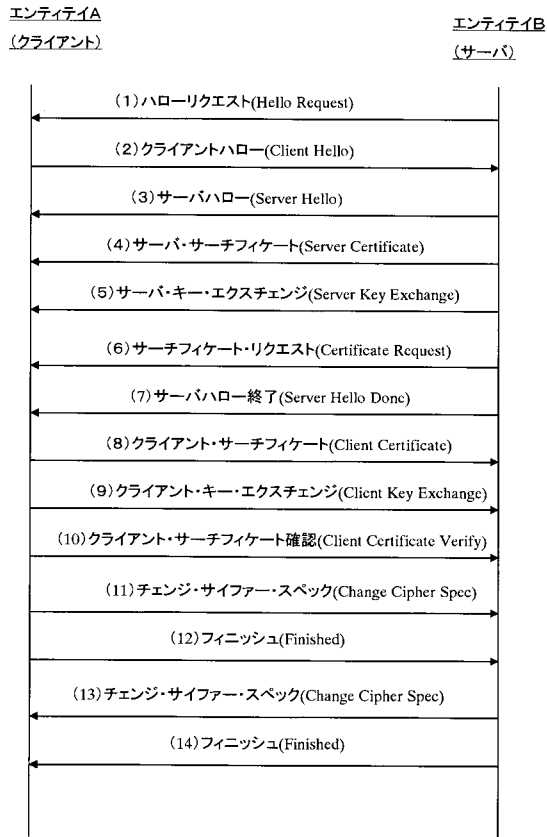 エンティテイA
(クライアント)
エンティテイB
(サーバ)
(1)ハローリクエスト(Hello Request)
(2)クライアントハロー(Client Hello)
(3)サーバハロー(Server Hello)
(4)サーバ・サーチフィケート(Server Certificate)
(5)サーバ・キー・エクスチェンジ(Server Key Exchange)
(6)サーチフィケート・リクエスト(Certificate Request)
(7)サーバハロー終了(Server Hello Done)
(8)クライアント・サーチフィケート(Client Certificate)
(9)クライアント・キー・エクスチェンジ(Client Key Exchange)
(10)クライアント・サーチフィケート確認(Client Certificate Verify)
(11)チェンジ・サイファー・スペック(Change Cipher Spec)
(12)フィニッシュ(Finished)
(13)チェンジ・サイファー・スペック(Change Cipher Spec)
(14)フィニッシュ(Finished)